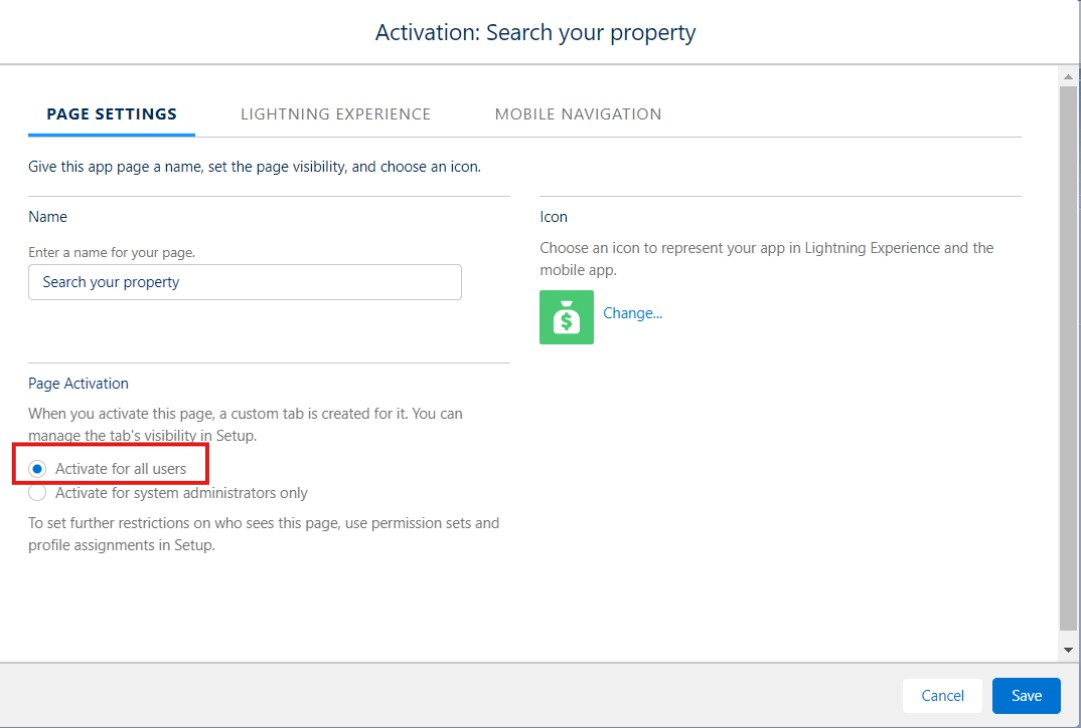 Activation: Search your property
PAGE SETTINGS
LIGHTNING EXPERIENCE
MOBILE NAVIGATION
Give this app page a name, set the page visibility, and choose an icon.
Name
Enter a name for your page.
Search your property
Icon
Choose an icon to represent your app in Lightning Experience and the
mobile app.
$
Change...
Page Activation
When you activate this page, a custom tab is created for it. You can
manage the tab's visibility in Setup.
Activate for all users
Activate for system administrators only
To set further restrictions on who sees this page, use permission sets and
profile assignments in Setup.
Cancel
Save